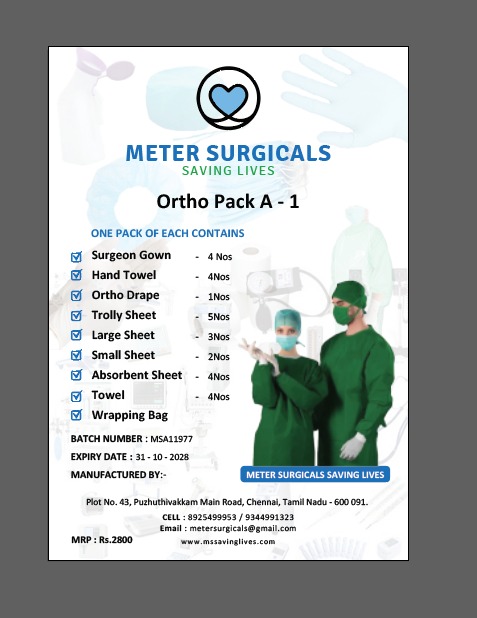 METER SURGICALS
SAVING LIVES
Ortho Pack A - 1
ONE PACK OF EACH CONTAINS
Surgeon Gown - 4 Nos
Hand Towel - 4Nos
Ortho Drape - 1Nos
Trolly Sheet - 5Nos
Large Sheet - 3Nos
Small Sheet - 2Nos
Absorbent Sheet - 4Nos
Towel - 4Nos
Wrapping Bag
BATCH NUMBER : MSA11977
EXPIRY DATE : 31 - 10 - 2028
MANUFACTURED BY:-
METER SURGICALS SAVING LIVES
Plot No. 43, Puzhuthivakkam Main Road, Chennai, Tamil Nadu - 600 091.
CELL : 8925499953 / 9344991323
Email : metersurgicals@gmail.com
MRP : Rs.2800
www.mssavinglives.com